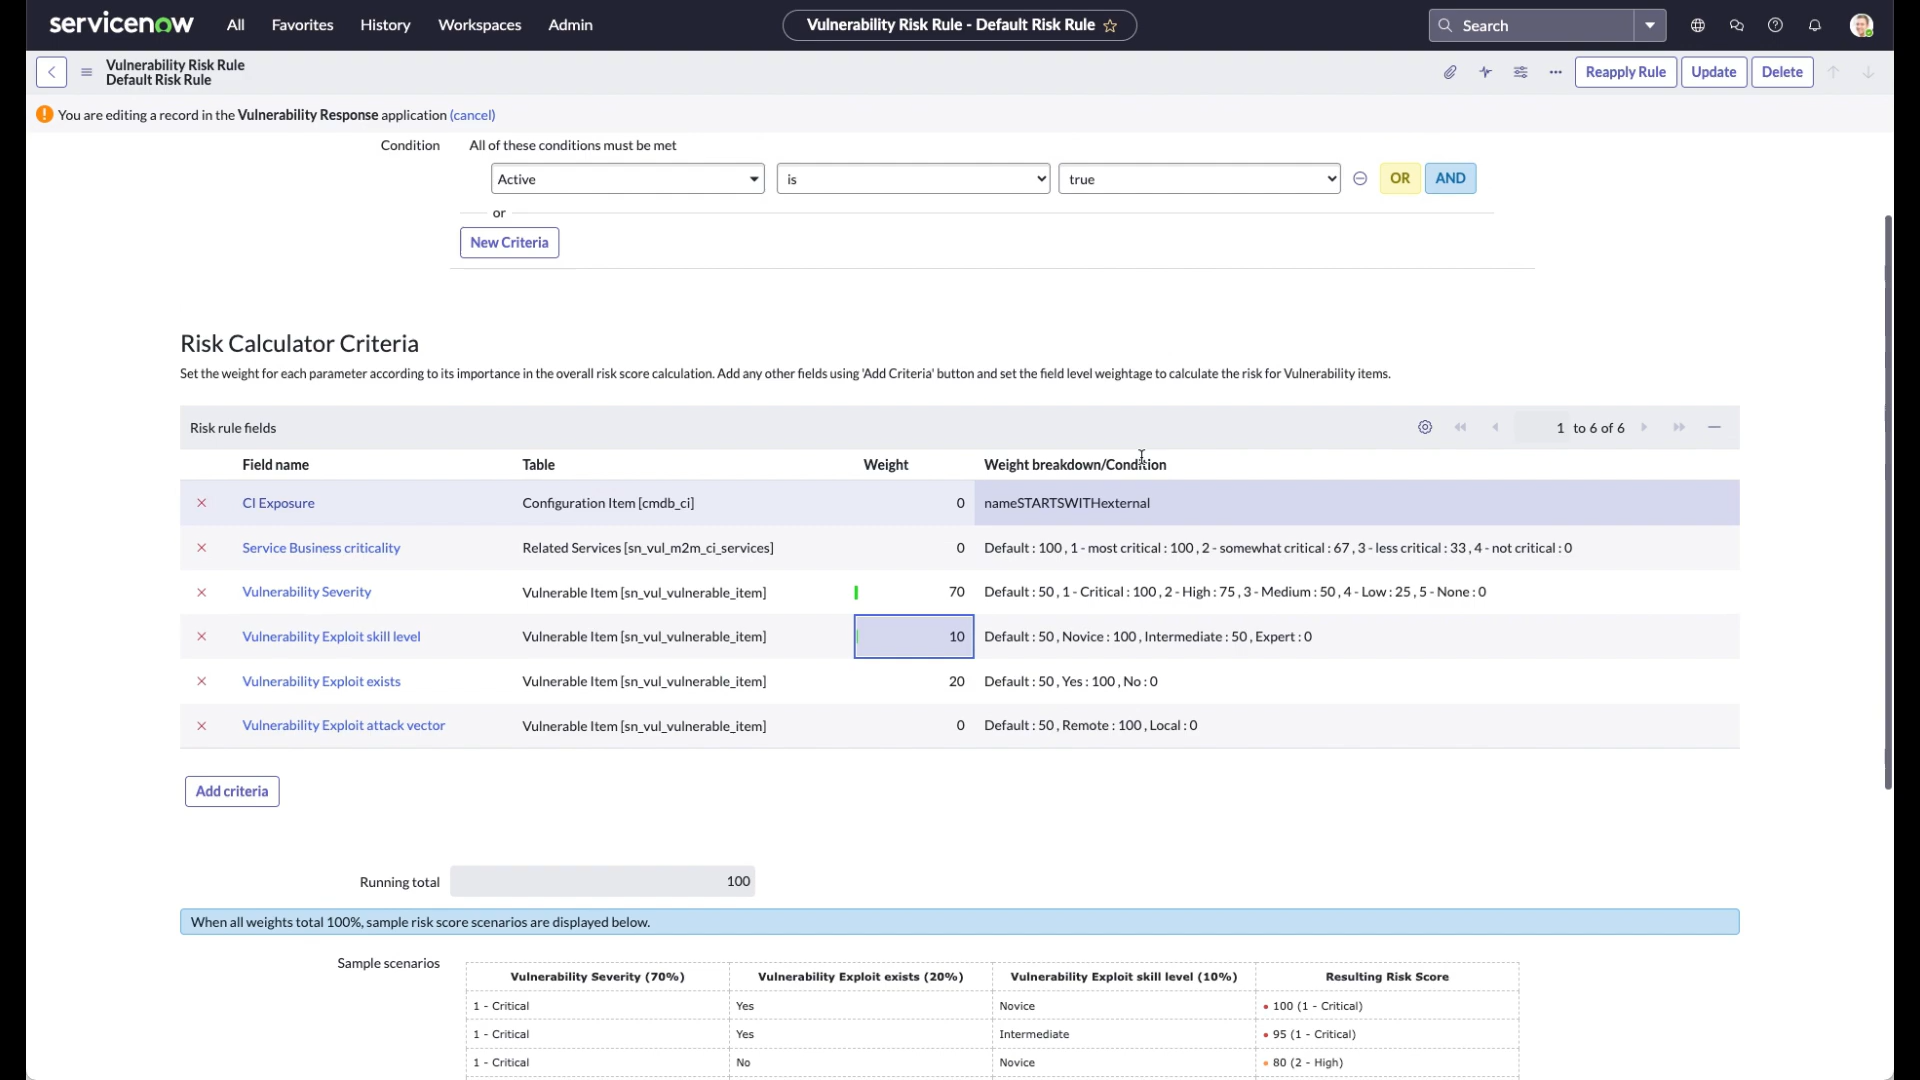 servicenow All Favorites History Workspaces Admin Vulnerability Risk Rule - Default Risk Rule Search
Vulnerability Risk Rule
Default Risk Rule
Reapply Rule Update Delete
You are editing a record in the Vulnerability Response application (cancel)
Condition All of these conditions must be met
Active is true OR AND
or
New Criteria
Risk Calculator Criteria
Set the weight for each parameter according to its importance in the overall risk score calculation. Add any other fields using 'Add Criteria' button and set the field level weightage to calculate the risk for Vulnerability items.
Risk rule fields 1 to 6 of 6
Field name Table Weight Weight breakdown/Condition
CI Exposure Configuration Item [cmdb_ci] 0 nameSTARTSWITHexternal
Service Business criticality Related Services [sn_vul_m2m_ci_services] 0 Default : 100 , 1 - most critical : 100 , 2 - somewhat critical : 67 , 3 - less critical : 33 , 4 - not critical : 0
Vulnerability Severity Vulnerable Item [sn_vul_vulnerable_item] 70 Default : 50 , 1 - Critical : 100 , 2 - High : 75 , 3 - Medium : 50 , 4 - Low : 25 , 5 - None : 0
Vulnerability Exploit skill level Vulnerable Item [sn_vul_vulnerable_item] 10 Default : 50 , Novice : 100 , Intermediate : 50 , Expert : 0
Vulnerability Exploit exists Vulnerable Item [sn_vul_vulnerable_item] 20 Default : 50 , Yes : 100 , No : 0
Vulnerability Exploit attack vector Vulnerable Item [sn_vul_vulnerable_item] 0 Default : 50 , Remote : 100 , Local : 0
Add criteria
Running total 100
When all weights total 100%, sample risk score scenarios are displayed below.
Sample scenarios
Vulnerability Severity (70%) Vulnerability Exploit exists (20%) Vulnerability Exploit skill level (10%) Resulting Risk Score
1 - Critical Yes Novice 100 (1 - Critical)
1 - Critical Yes Intermediate 95 (1 - Critical)
1 - Critical No Novice 80 (2 - High)